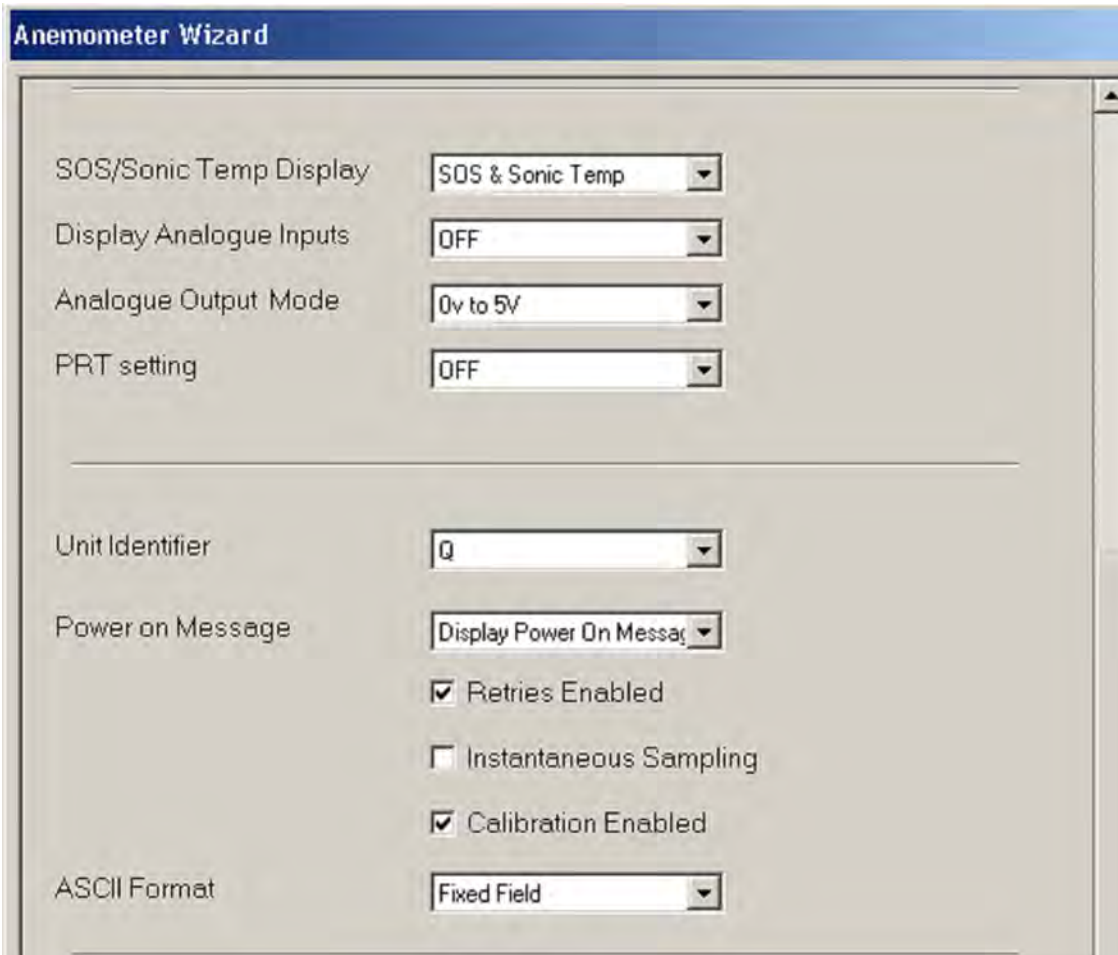 Anemometer Wizard
SOS/Sonic Temp Display SOS & Sonic Temp
Display Analogue Inputs OFF
Analogue Output Mode 0v to 5V
PRT setting OFF
Unit Identifier Q
Power on Message Display Power On Messag
Retries Enabled
Instantaneous Sampling
Calibration Enabled
ASCII Format Fixed Field